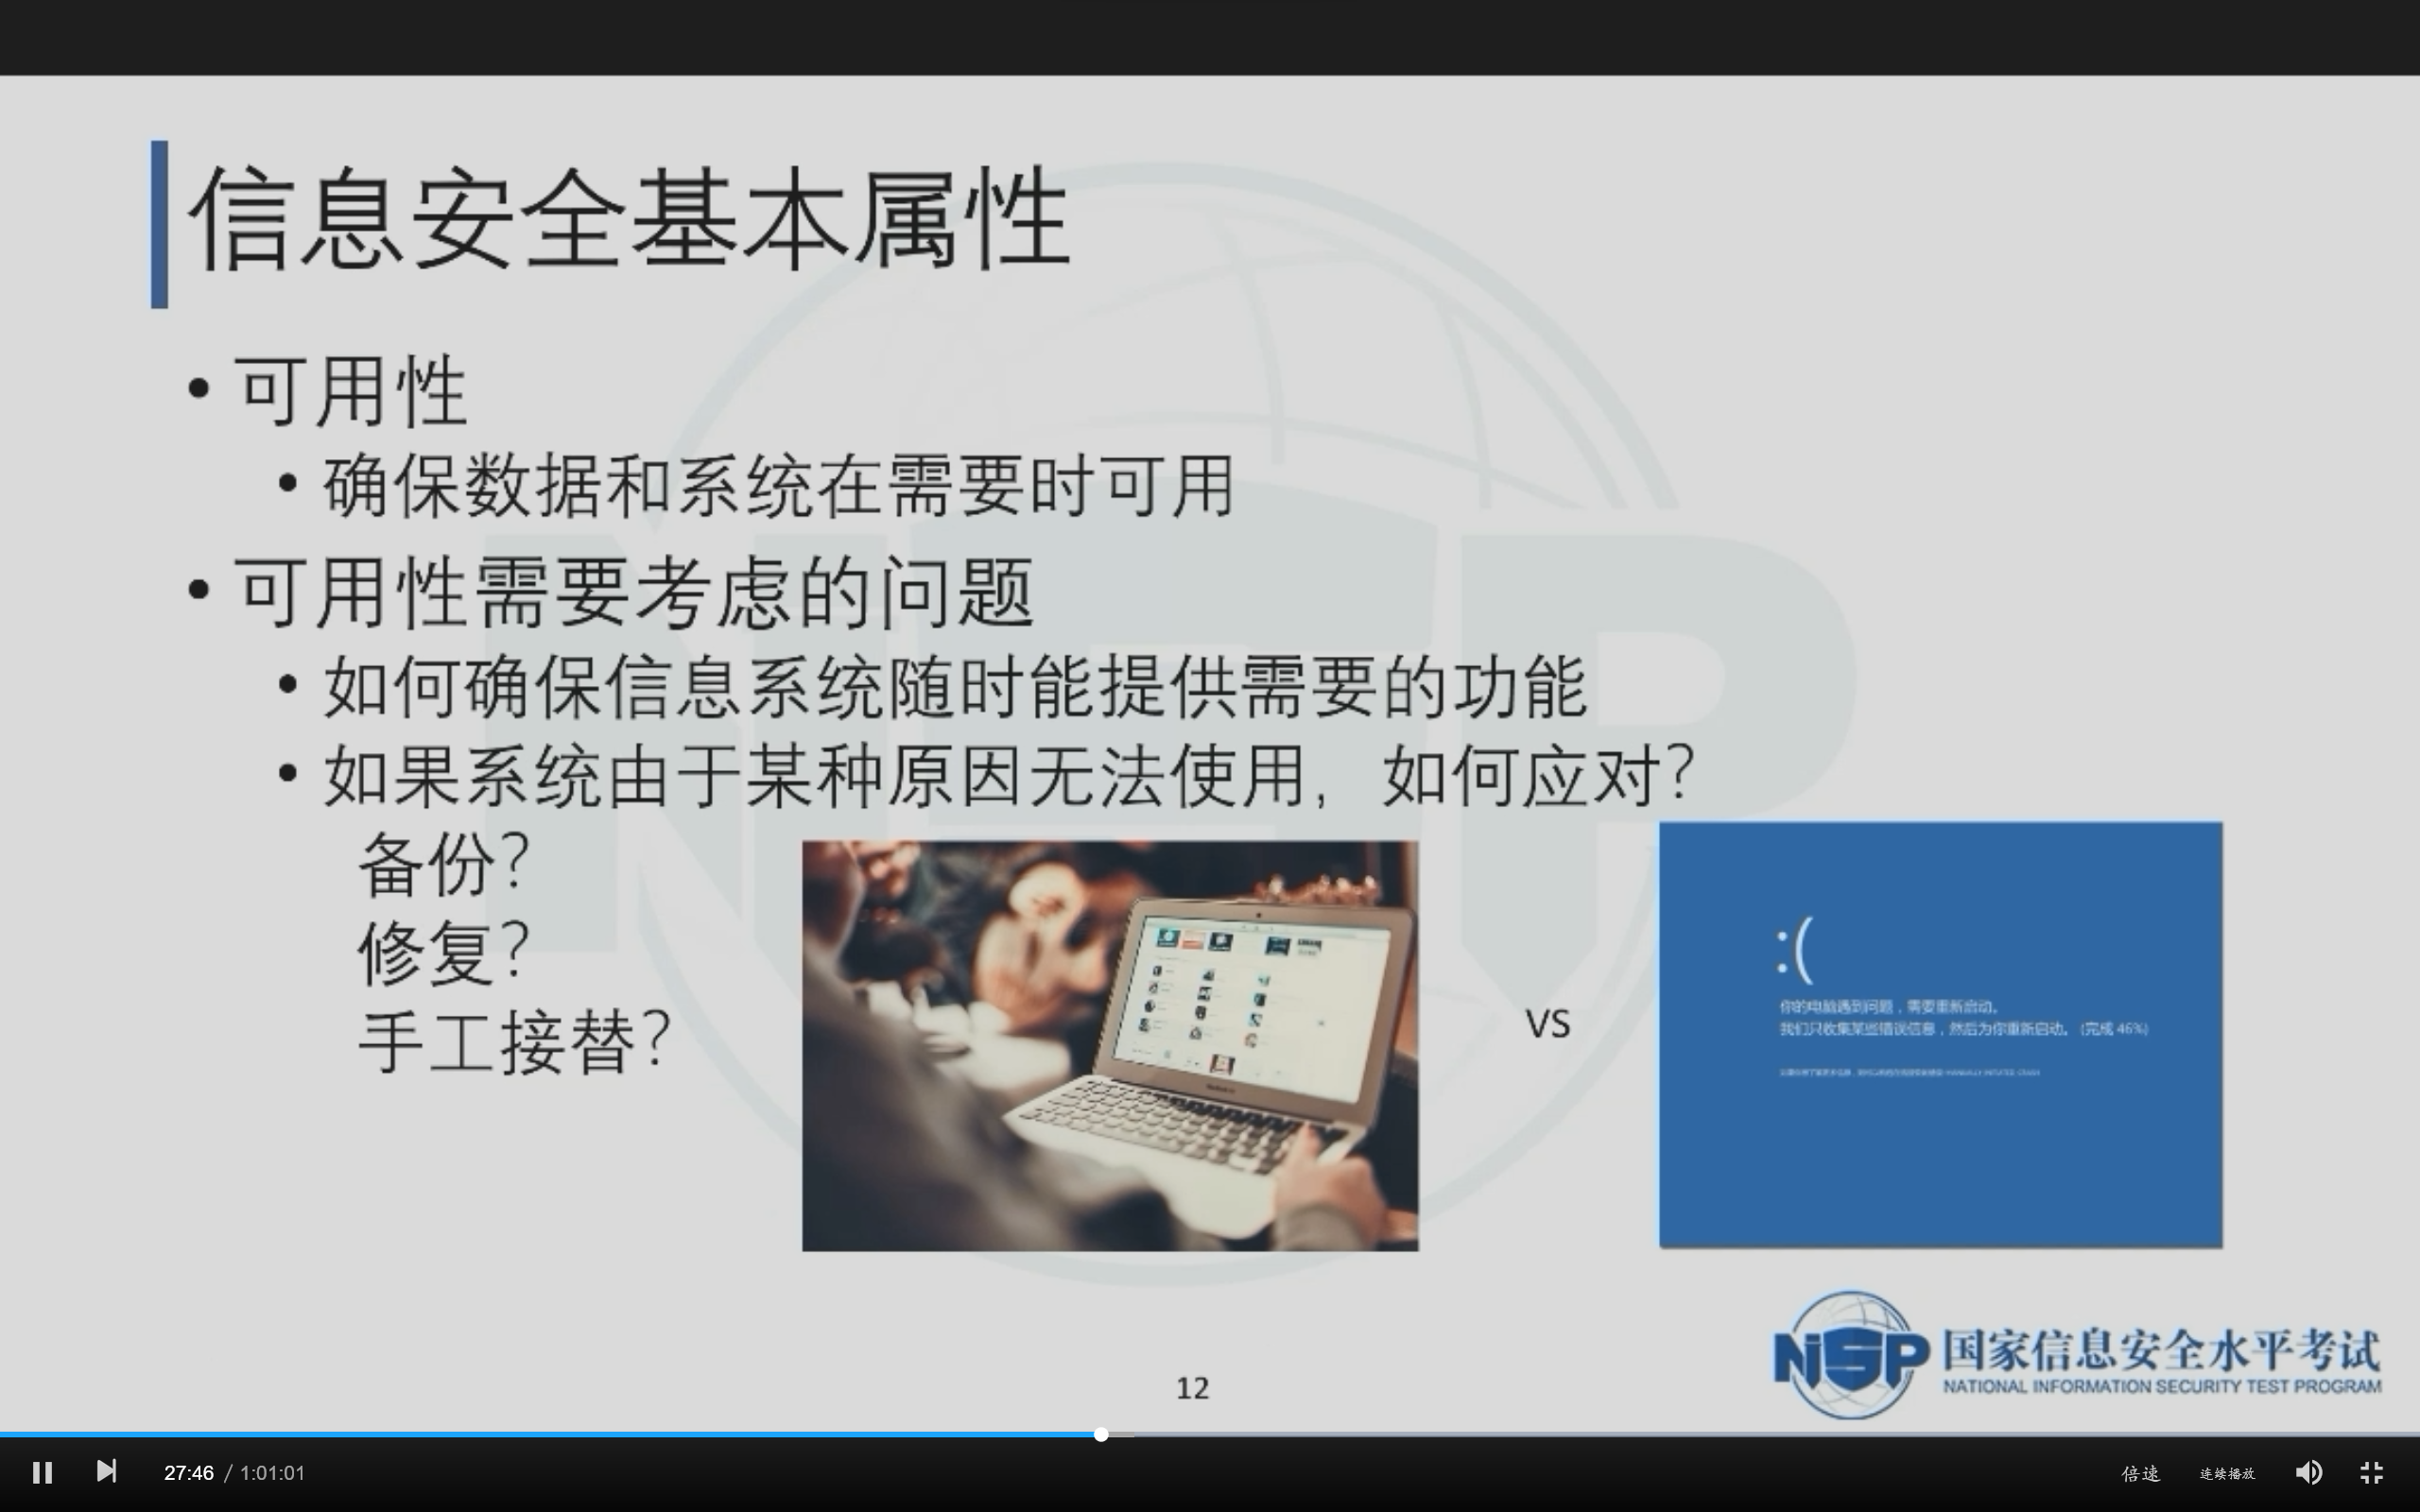 信息安全基本属性
• 可用性
• 确保数据和系统在需要时可用
• 可用性需要考虑的问题
• 如何确保信息系统随时能提供需要的功能
• 如果系统由于某种原因无法使用，如何应对？
备份？
修复？
手工接替？
VS
:(
你的电脑遇到问题，需要重新启动。
我们只收集某些错误信息，然后为你重新启动。（完成 46%）
NISP 国家信息安全水平考试
NATIONAL INFORMATION SECURITY TEST PROGRAM
12
27:46 / 1:01:01
倍速
连续播放